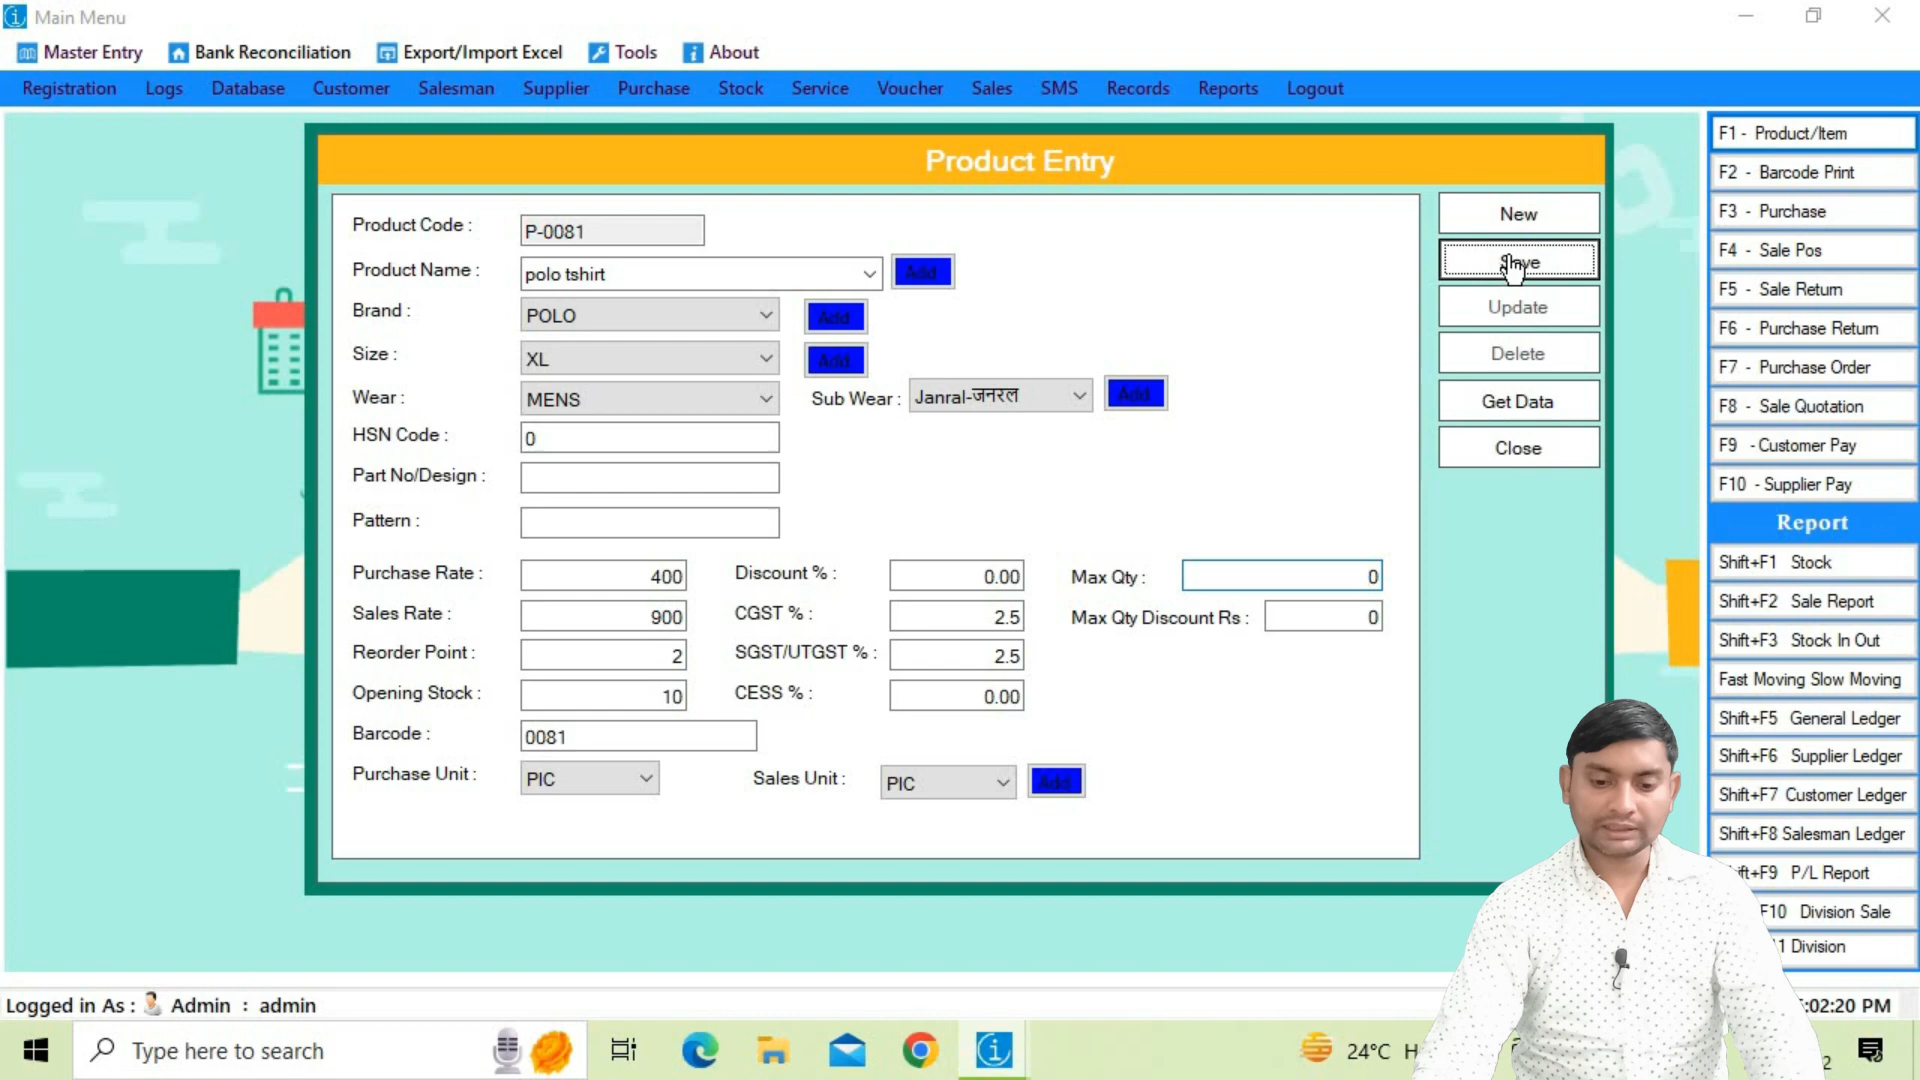 Main Menu
Master Entry Bank Reconciliation Export/Import Excel Tools About
Registration Logs Database Customer Salesman Supplier Purchase Stock Service Voucher Sales SMS Records Reports Logout
Product Entry
Product Code : P-0081
Product Name : polo tshirt Add
Brand : POLO Add
Size : XL Add
Wear : MENS Sub Wear : Janral-जनरल Add
HSN Code : 0
Part No/Design :
Pattern :
Purchase Rate : 400 Discount % : 0.00 Max Qty : 0
Sales Rate : 900 CGST % : 2.5 Max Qty Discount Rs : 0
Reorder Point : 2 SGST/UTGST % : 2.5
Opening Stock : 10 CESS % : 0.00
Barcode : 0081
Purchase Unit : PIC Sales Unit : PIC Add
New
Save
Update
Delete
Get Data
Close
F1 - Product/Item
F2 - Barcode Print
F3 - Purchase
F4 - Sale Pos
F5 - Sale Return
F6 - Purchase Return
F7 - Purchase Order
F8 - Sale Quotation
F9 - Customer Pay
F10 - Supplier Pay
Report
Shift+F1 Stock
Shift+F2 Sale Report
Shift+F3 Stock In Out
Fast Moving Slow Moving
Shift+F5 General Ledger
Shift+F6 Supplier Ledger
Shift+F7 Customer Ledger
Shift+F8 Salesman Ledger
ift+F9 P/L Report
F10 Division Sale
1 Division
Logged in As : Admin : admin
:02:20 PM
Type here to search
24°C H
2